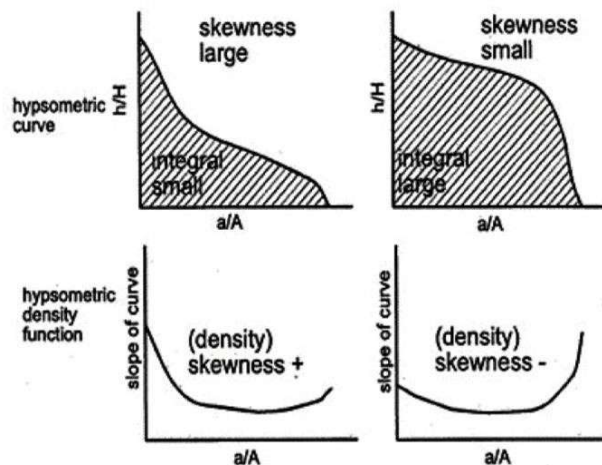 hypsometric
curve
h/H
skewness
large
integral
small
a/A
h/H
skewness
small
integral
large
a/A
hypsometric
density
function
slope of curve
(density)
skewness +
a/A
slope of curve
(density)
skewness -
a/A